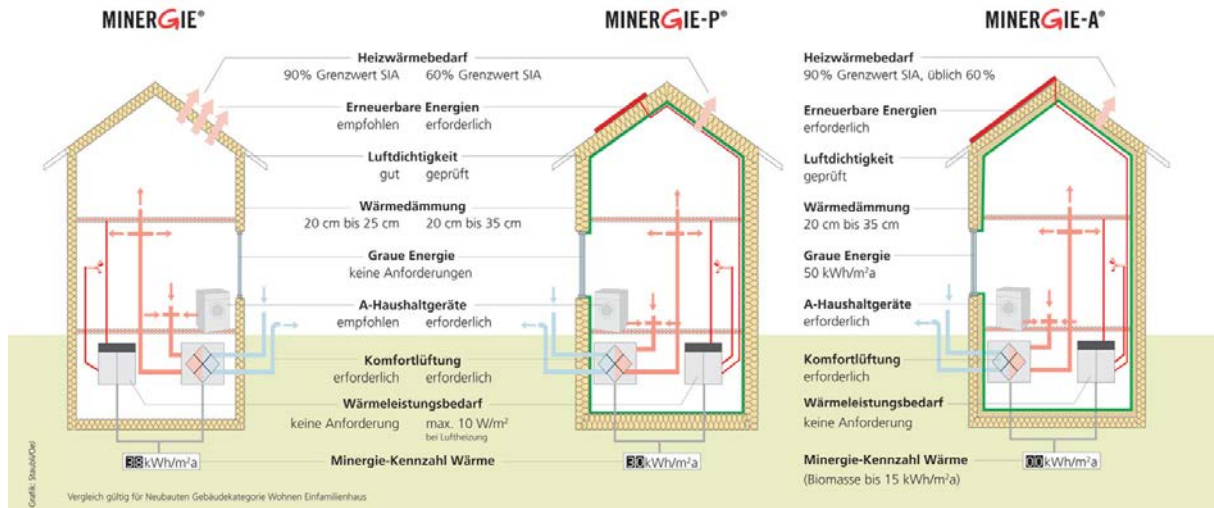 MINERGIE®
MINERGIE-P®
MINERGIE-A®
Heizwärmebedarf
90% Grenzwert SIA 60% Grenzwert SIA
Erneuerbare Energien
empfohlen erforderlich
Luftdichtigkeit
gut geprüft
Wärmedämmung
20 cm bis 25 cm 20 cm bis 35 cm
Graue Energie
keine Anforderungen
A-Haushaltgeräte
empfohlen erforderlich
Komfortlüftung
erforderlich erforderlich
Wärmeleistungsbedarf
keine Anforderung max. 10 W/m²
bei Luftheizung
Minergie-Kennzahl Wärme
38 kWh/m²a
30 kWh/m²a
Heizwärmebedarf
90% Grenzwert SIA, üblich 60%
Erneuerbare Energien
erforderlich
Luftdichtigkeit
geprüft
Wärmedämmung
20 cm bis 35 cm
Graue Energie
50 kWh/m²a
A-Haushaltgeräte
erforderlich
Komfortlüftung
erforderlich
Wärmeleistungsbedarf
keine Anforderung
Minergie-Kennzahl Wärme
(Biomasse bis 15 kWh/m²a)
00 kWh/m²a
Vergleich gültig für Neubauten Gebäudekategorie Wohnen Einfamilienhaus
Grafik: